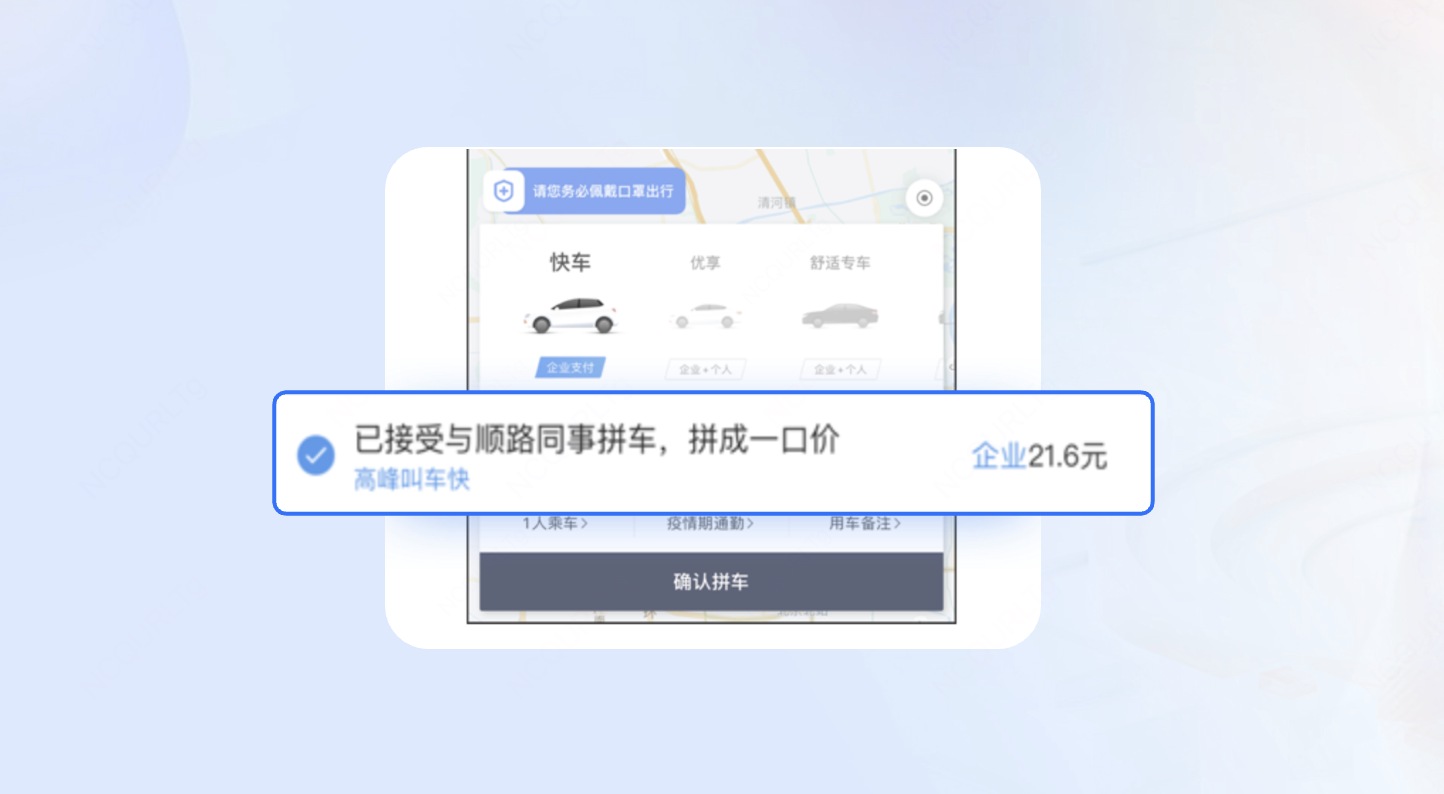 请您务必佩戴口罩出行
清河镇
快车
优享
舒适专车
企业支付
企业+个人
企业+个人
已接受与顺路同事拼车，拼成一口价
高峰叫车快
企业21.6元
1人乘车>
疫情期通勤>
用车备注>
确认拼车
环